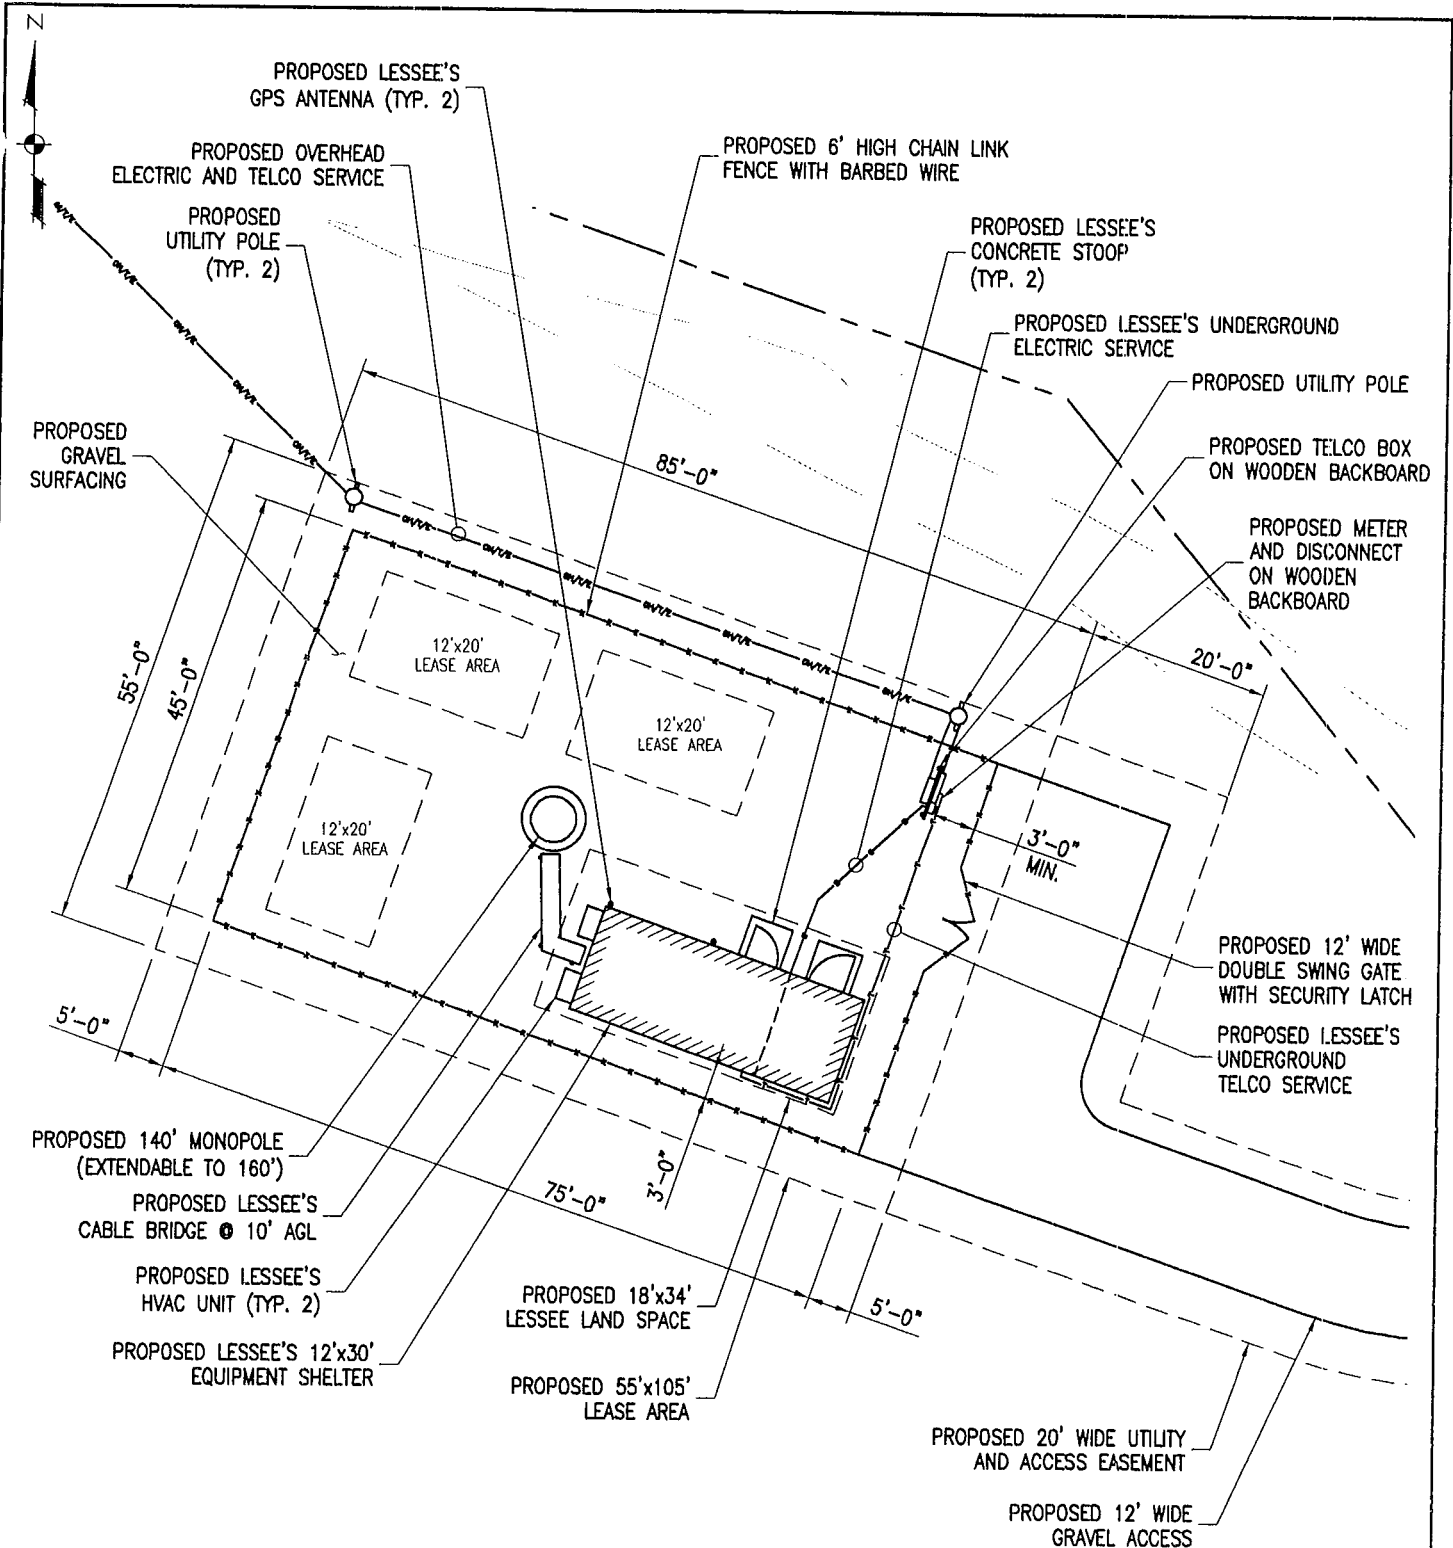 N
PROPOSED LESSEE'S
GPS ANTENNA (TYP. 2)
PROPOSED OVERHEAD
ELECTRIC AND TELCO SERVICE
PROPOSED
UTILITY POLE
(TYP. 2)
PROPOSED 6' HIGH CHAIN LINK
FENCE WITH BARBED WIRE
PROPOSED LESSEE'S
CONCRETE STOOP
(TYP. 2)
PROPOSED LESSEE'S UNDERGROUND
ELECTRIC SERVICE
PROPOSED UTILITY POLE
PROPOSED TELCO BOX
ON WOODEN BACKBOARD
PROPOSED METER
AND DISCONNECT
ON WOODEN
BACKBOARD
PROPOSED
GRAVEL
SURFACING
85'-0"
20'-0"
55'-0"
45'-0"
12'x20'
LEASE AREA
12'x20'
LEASE AREA
12'x20'
LEASE AREA
3'-0"
MIN.
PROPOSED 12' WIDE
DOUBLE SWING GATE
WITH SECURITY LATCH
PROPOSED LESSEE'S
UNDERGROUND
TELCO SERVICE
5'-0"
PROPOSED 140' MONOPOLE
(EXTENDABLE TO 160')
PROPOSED LESSEE'S
CABLE BRIDGE @ 10' AGL
PROPOSED LESSEE'S
HVAC UNIT (TYP. 2)
PROPOSED LESSEE'S 12'x30'
EQUIPMENT SHELTER
75'-0"
3'-0"
5'-0"
PROPOSED 18'x34'
LESSEE LAND SPACE
PROPOSED 55'x105'
LEASE AREA
PROPOSED 20' WIDE UTILITY
AND ACCESS EASEMENT
PROPOSED 12' WIDE
GRAVEL ACCESS